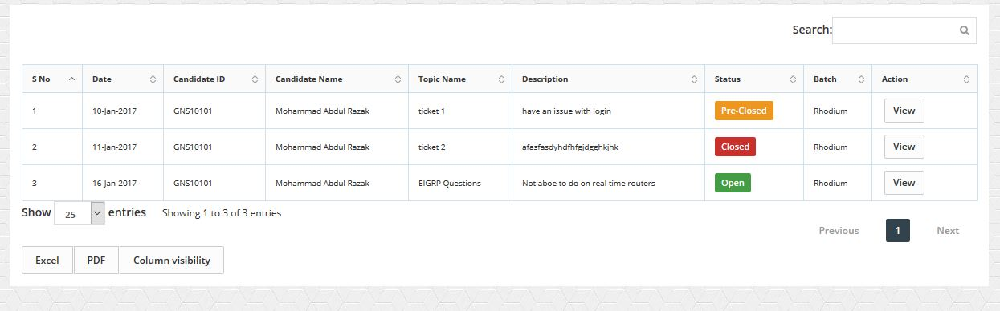 Search:
S No Date Candidate ID Candidate Name Topic Name Description Status Batch Action
1 10-Jan-2017 GNS10101 Mohammad Abdul Razak ticket 1 have an issue with login Pre-Closed Rhodium View
2 11-Jan-2017 GNS10101 Mohammad Abdul Razak ticket 2 afasfasdyhdfhfgjdgghkjhk Closed Rhodium View
3 16-Jan-2017 GNS10101 Mohammad Abdul Razak EIGRP Questions Not aboe to do on real time routers Open Rhodium View
Show 25 entries Showing 1 to 3 of 3 entries
Previous 1 Next
Excel PDF Column visibility